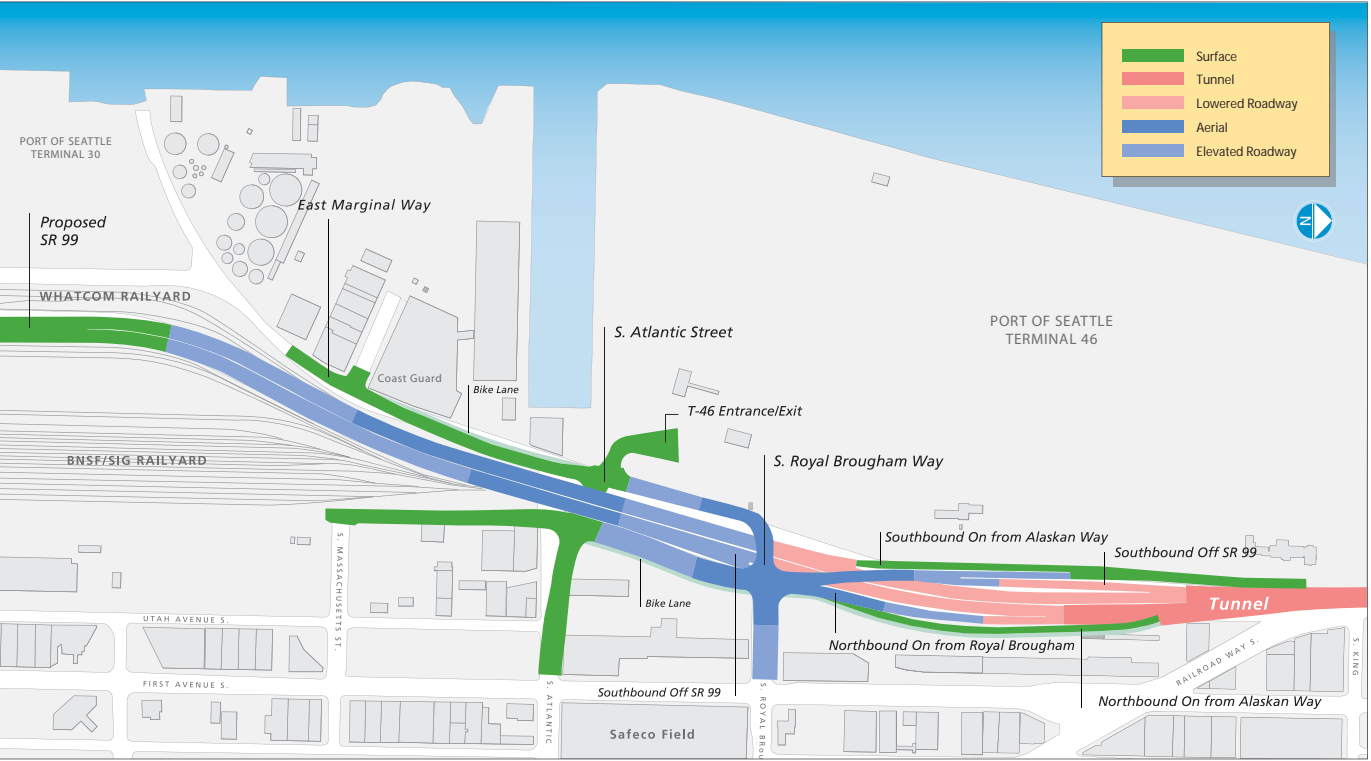 Surface
Tunnel
Lowered Roadway
Aerial
Elevated Roadway
N
PORT OF SEATTLE
TERMINAL 30
Proposed
SR 99
East Marginal Way
WHATCOM RAILYARD
S. Atlantic Street
PORT OF SEATTLE
TERMINAL 46
Coast Guard
Bike Lane
T-46 Entrance/Exit
BNSF/SIG RAILYARD
S. Royal Brougham Way
Southbound On from Alaskan Way
Southbound Off SR 99
S. MASSACHUSETTS ST.
Bike Lane
Tunnel
UTAH AVENUE S.
Northbound On from Royal Brougham
RAILROAD WAY S.
S. KING
FIRST AVENUE S.
Southbound Off SR 99
S. ATLANTIC
S. ROYAL BROU
Northbound On from Alaskan Way
Safeco Field